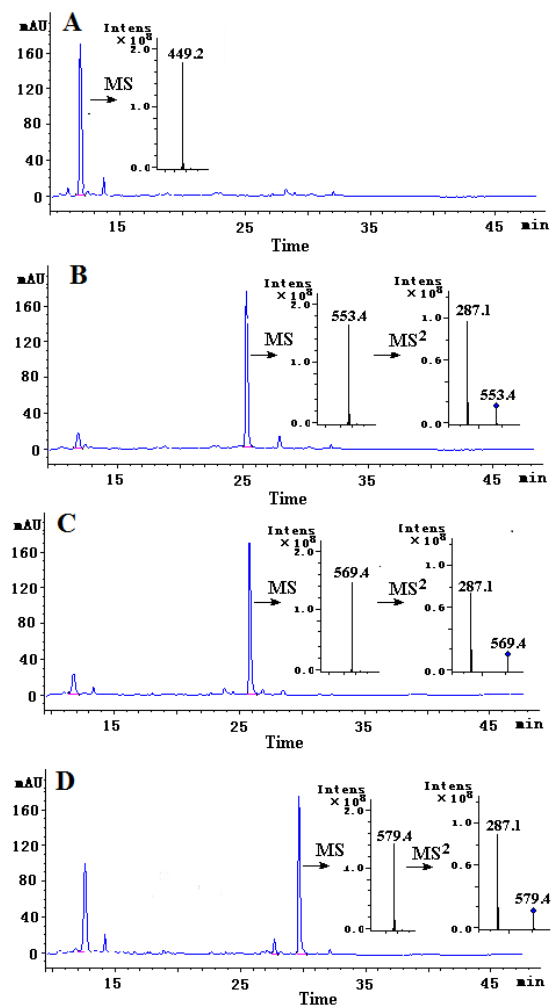 A
mAU
160
120
80
40
0
Intens
×10⁸
2.0
1.0
0.0
449.2
MS
15
25
35
45
min
Time
B
mAU
160
120
80
40
0
Intens
×10⁸
2.0
1.0
0.0
553.4
MS
Intens
×10⁸
1.0
0.6
0.0
287.1
553.4
MS²
15
25
35
45
min
Time
C
mAU
160
120
80
40
0
Intens
×10⁸
2.0
1.0
0.0
569.4
MS
Intens
×10⁸
1.0
0.6
0.0
287.1
569.4
MS²
15
25
35
45
min
Time
D
mAU
160
120
80
40
0
Intens
×10⁸
2.0
1.0
0.0
579.4
MS
Intens
×10⁸
1.0
0.6
0.0
287.1
579.4
MS²
15
25
35
45
min
Time